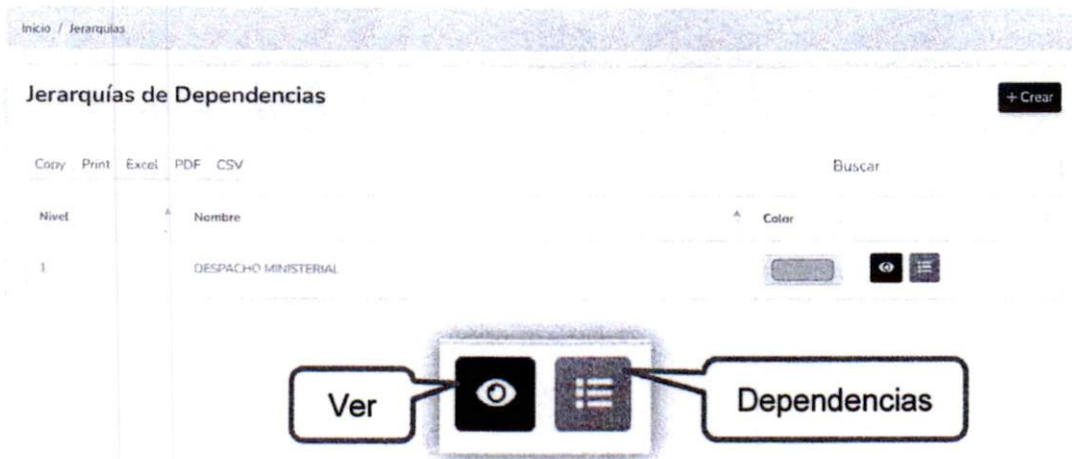 Inicio / Jerarquías
Jerarquías de Dependencias
+ Crear
Copy Print Excel PDF CSV
Buscar
Nivel Nombre Color
1 DESPACHO MINISTERIAL
Ver
Dependencias